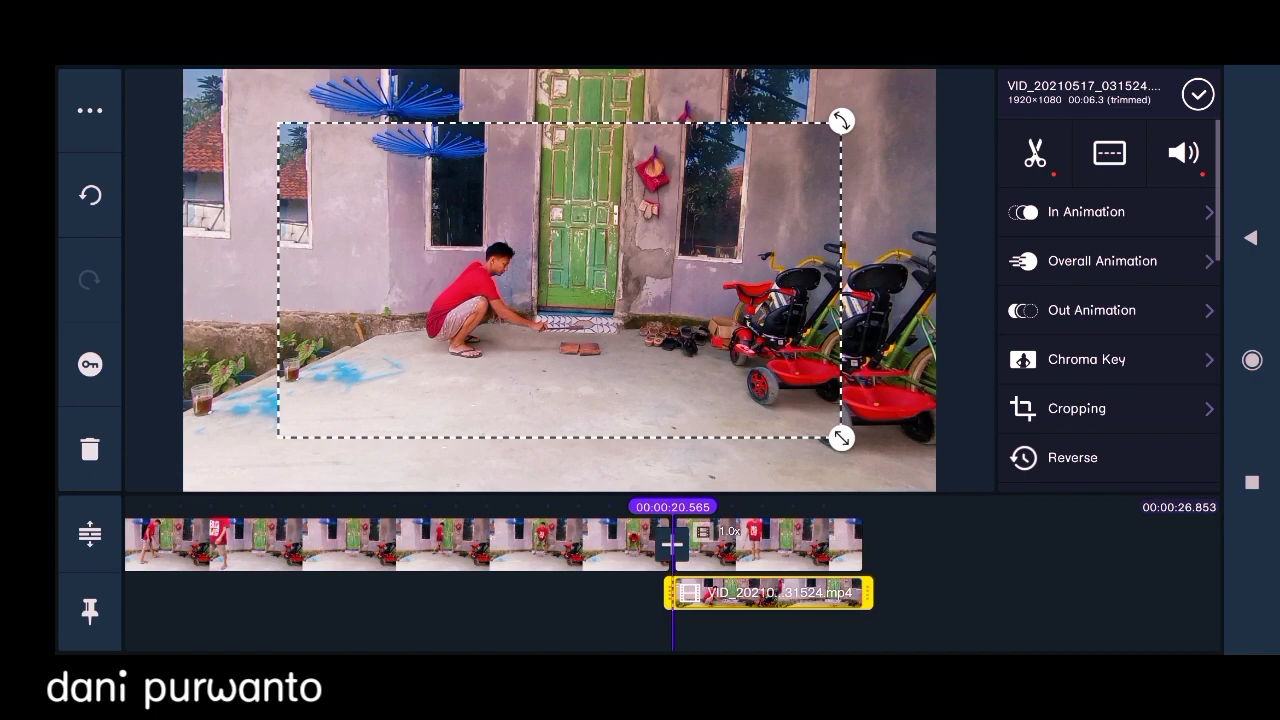 VID_20210517_031524....
1920×1080 00:06.3 (trimmed)
In Animation
Overall Animation
Out Animation
Chroma Key
Cropping
Reverse
00:00:20.565
00:00:26.853
1.0x
VID_20210...31524.mp4
dani purwanto